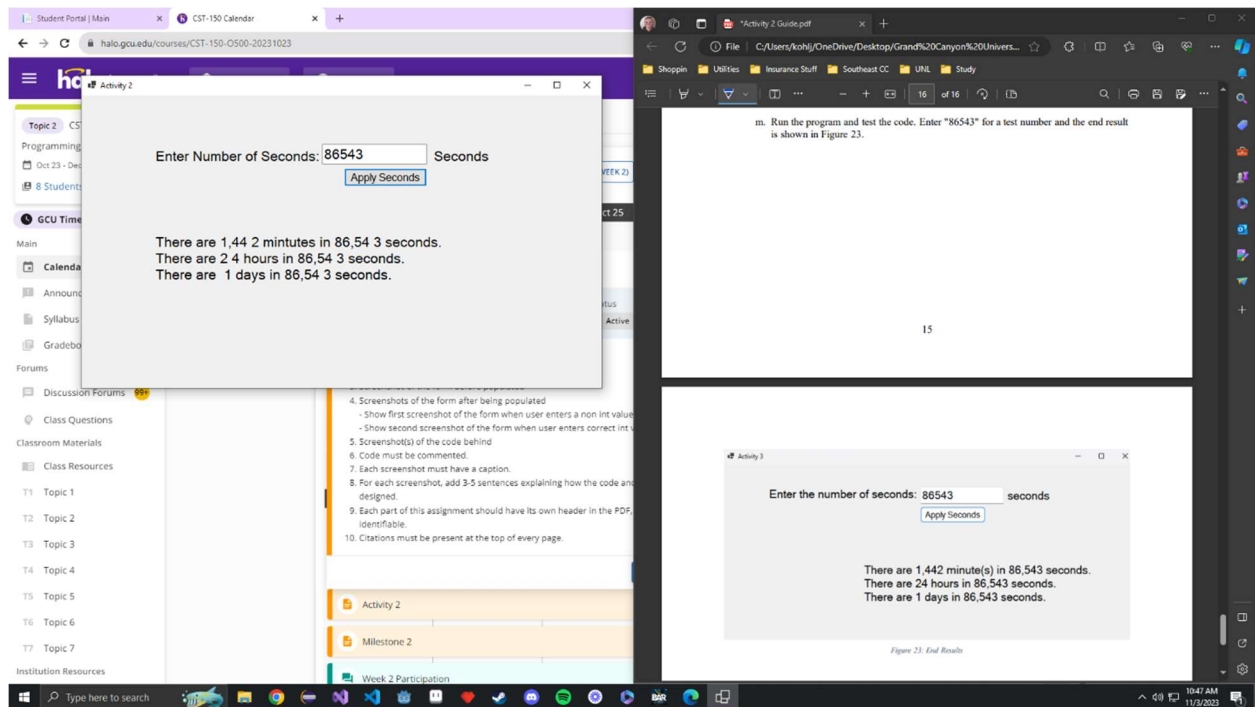 Student Portal | Main
CST-150 Calendar
halo.gcu.edu/courses/CST-150-O500-20231023
Activity 2
Topic 2
Programming
Oct 23 - Dec
8 Students
GCU Time
Main
Calenda
Announc
Syllabus
Gradebo
Forums
Discussion Forums 99+
Class Questions
Classroom Materials
Class Resources
T1 Topic 1
T2 Topic 2
T3 Topic 3
T4 Topic 4
T5 Topic 5
T6 Topic 6
T7 Topic 7
Institution Resources
Enter Number of Seconds: 86543 Seconds
Apply Seconds
There are 1,44 2 mintutes in 86,54 3 seconds.
There are 2 4 hours in 86,54 3 seconds.
There are 1 days in 86,54 3 seconds.
WEEK 2)
ct 25
Active
4. Screenshots of the form after being populated
- Show first screenshot of the form when user enters a non int value
- Show second screenshot of the form when user enters correct int v
5. Screenshot(s) of the code behind
6. Code must be commented.
7. Each screenshot must have a caption.
8. For each screenshot, add 3-5 sentences explaining how the code and
designed.
9. Each part of this assignment should have its own header in the PDF,
identifiable.
10. Citations must be present at the top of every page.
Activity 2
Milestone 2
Week 2 Participation
*Activity 2 Guide.pdf
File C:/Users/kohlj/OneDrive/Desktop/Grand%20Canyon%20Univers...
Shoppin Utilities Insurance Stuff Southeast CC UNL Study
16 of 16
m. Run the program and test the code. Enter "86543" for a test number and the end result
is shown in Figure 23.
15
Activity 3
Enter the number of seconds: 86543 seconds
Apply Seconds
There are 1,442 minute(s) in 86,543 seconds.
There are 24 hours in 86,543 seconds.
There are 1 days in 86,543 seconds.
Figure 23: End Results
Type here to search
BAR
10:47 AM
11/3/2023